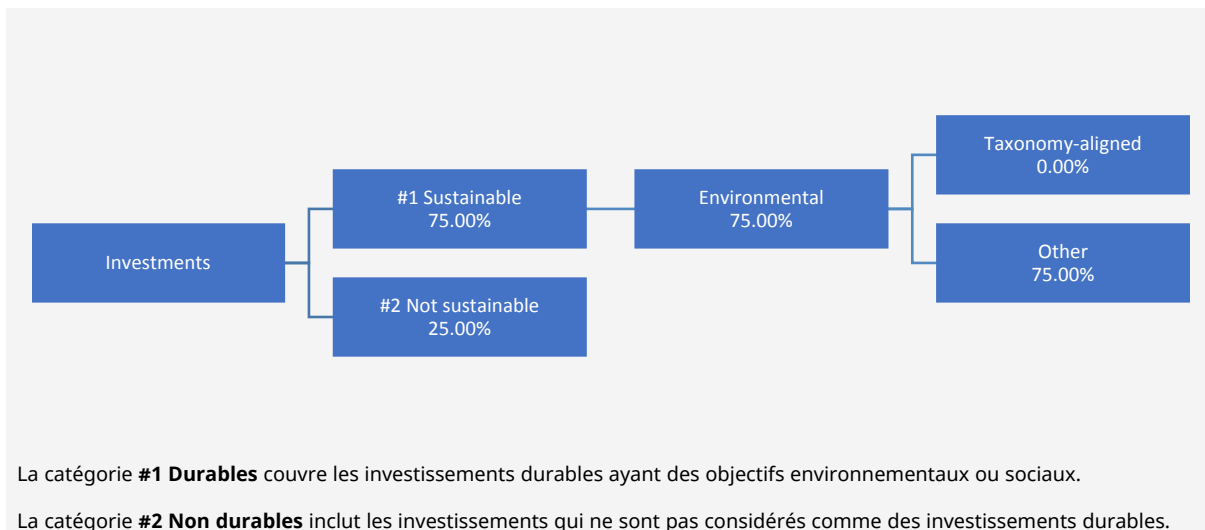 Taxonomy-aligned
0.00%
#1 Sustainable
75.00%
Environmental
75.00%
Investments
Other
75.00%
#2 Not sustainable
25.00%
La catégorie #1 Durables couvre les investissements durables ayant des objectifs environnementaux ou sociaux.
La catégorie #2 Non durables inclut les investissements qui ne sont pas considérés comme des investissements durables.